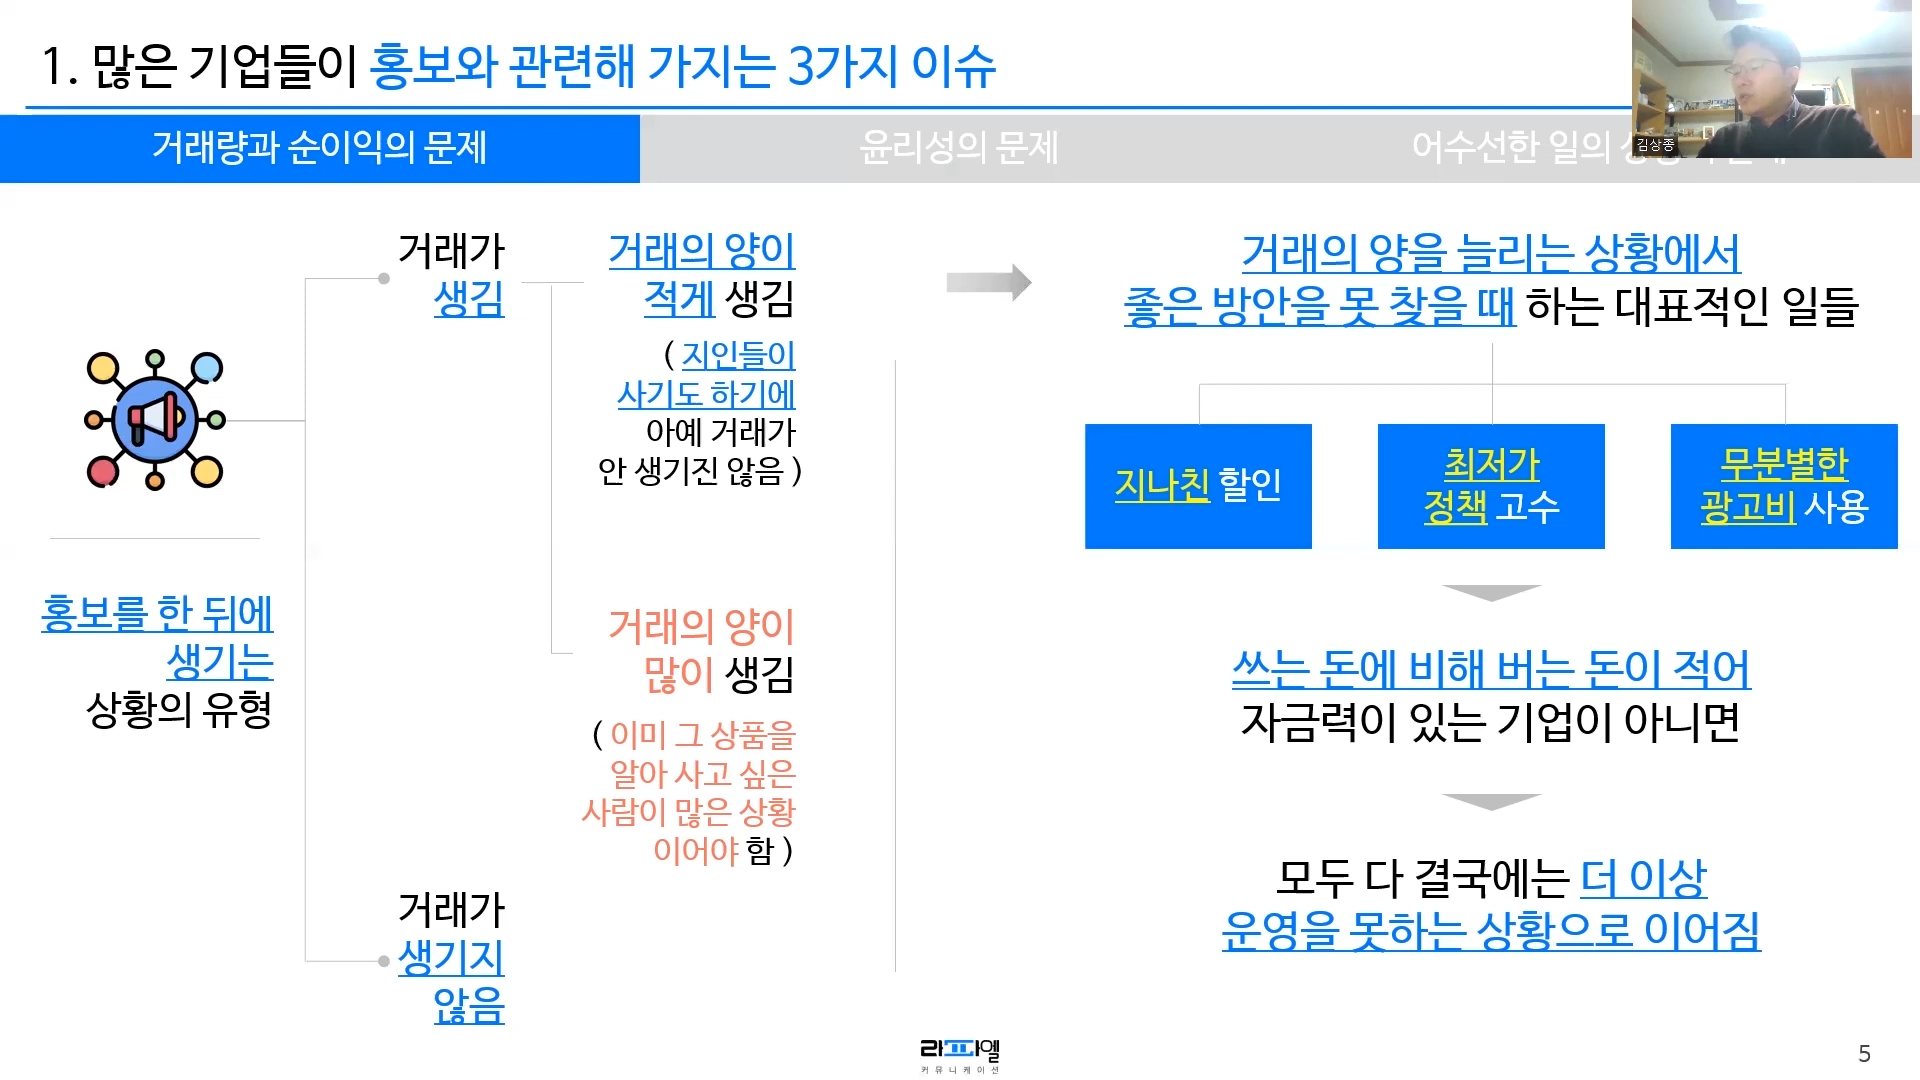 1. 많은 기업들이 홍보와 관련해 가지는 3가지 이슈
김상종
거래량과 순이익의 문제
윤리성의 문제
어수선한 일의
홍보를 한 뒤에
생기는
상황의 유형
거래가
생김
거래의 양이
적게 생김
( 지인들이
사기도 하기에
아예 거래가
안 생기진 않음 )
거래의 양이
많이 생김
( 이미 그 상품을
알아 사고 싶은
사람이 많은 상황
이어야 함 )
거래가
생기지
않음
거래의 양을 늘리는 상황에서
좋은 방안을 못 찾을 때 하는 대표적인 일들
지나친 할인
최저가
정책 고수
무분별한
광고비 사용
쓰는 돈에 비해 버는 돈이 적어
자금력이 있는 기업이 아니면
모두 다 결국에는 더 이상
운영을 못하는 상황으로 이어짐
라파엘
커뮤니케이션
5